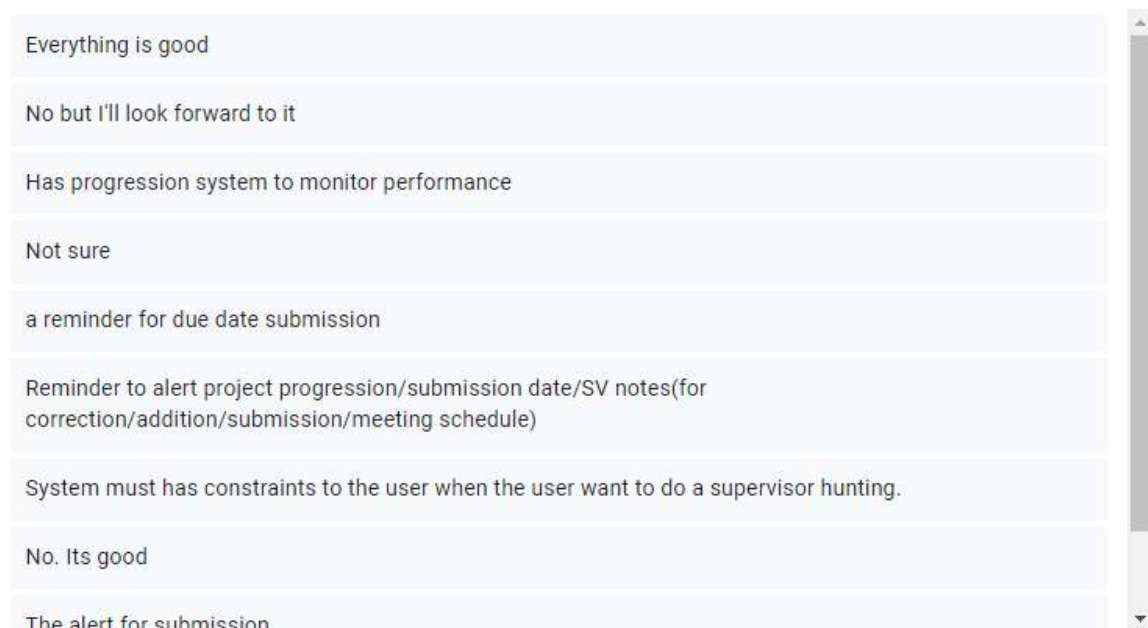 Everything is good
No but I'll look forward to it
Has progression system to monitor performance
Not sure
a reminder for due date submission
Reminder to alert project progression/submission date/SV notes(for
correction/addition/submission/meeting schedule)
System must has constraints to the user when the user want to do a supervisor hunting.
No. Its good
The alert for submission